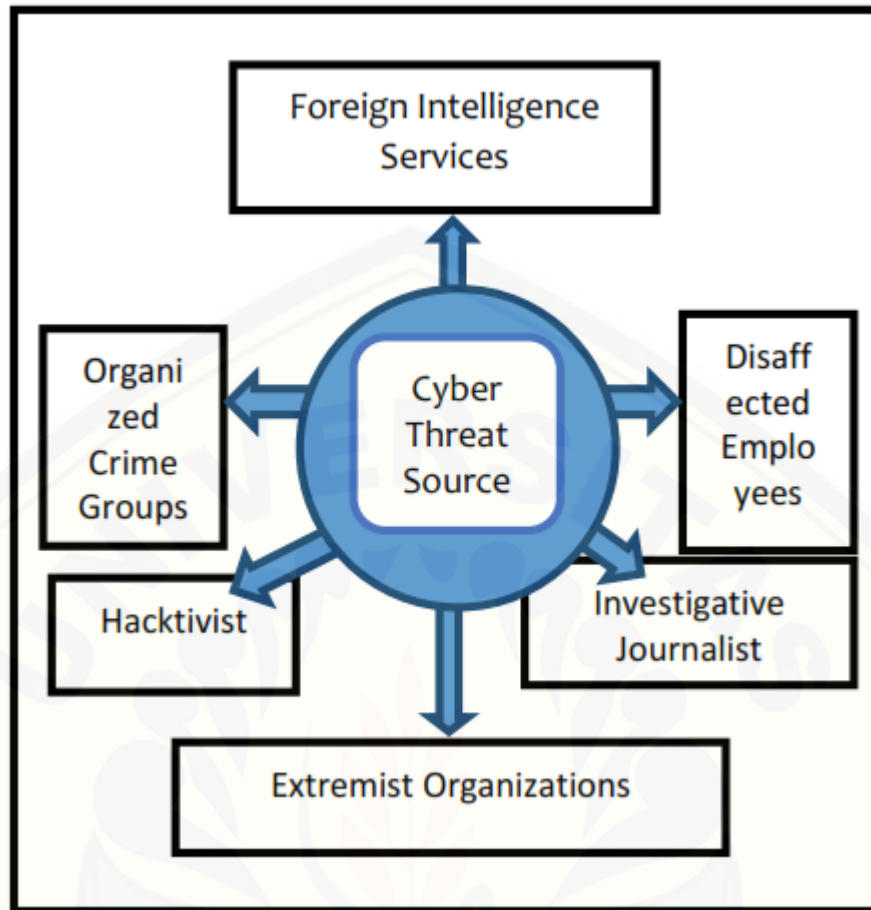 Foreign Intelligence
Services
Organi
zed
Crime
Groups
Cyber
Threat
Source
Disaff
ected
Emplo
yees
Hacktivist
Investigative
Journalist
Extremist Organizations
UNIVERSITAS